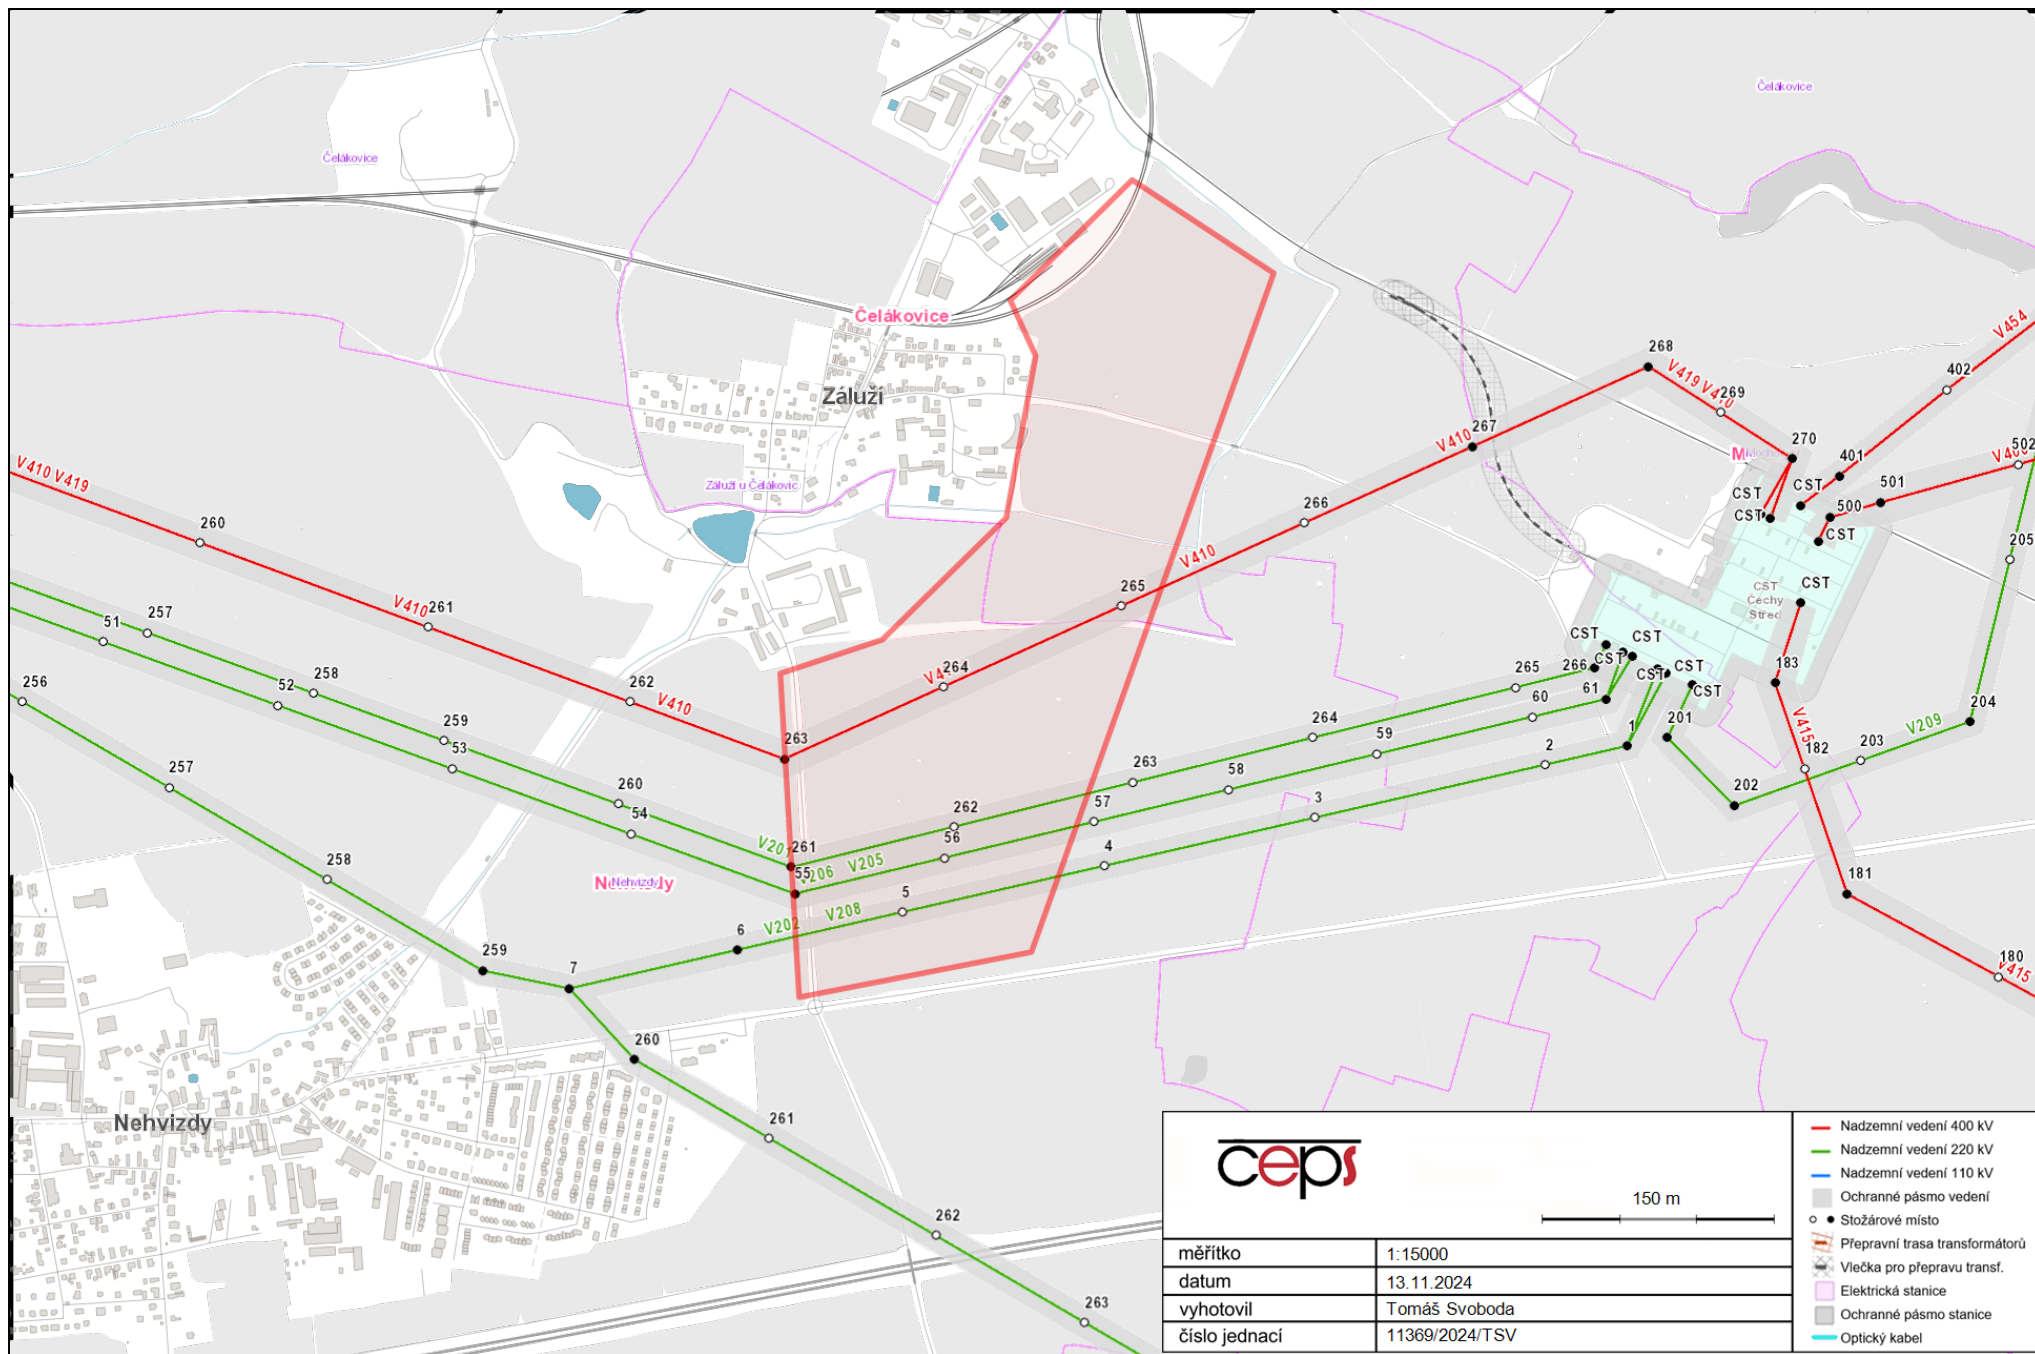 Čelákovice
Čelákovice
Čelákovice
Záluží
Záluží u Čelákovic
Nehvizdy
Nehvizdy
V410 V419
260
V410
261
262
V410
263
264
265
V410
266
V410
267
268
V419 V410
269
270
CST
CST
CST
CST
401
402
V454
500
501
502
CST
Čechy
Střed
CST
183
V415
182
181
180
V415
51
257
52
258
259
53
260
54
V201
261
55
V206
V205
262
56
263
57
58
264
59
265
60
266
61
CST
CST
CST
CST
CST
CST
1
2
3
4
5
V208
V202
6
7
201
202
203
V209
204
205
256
257
258
259
260
261
262
263
čeps
150 m
měřítko 1:15000
datum 13.11.2024
vyhotovil Tomáš Svoboda
číslo jednací 11369/2024/TSV
Nadzemní vedení 400 kV
Nadzemní vedení 220 kV
Nadzemní vedení 110 kV
Ochranné pásmo vedení
Stožárové místo
Přepravní trasa transformátorů
Vlečka pro přepravu transf.
Elektrická stanice
Ochranné pásmo stanice
Optický kabel